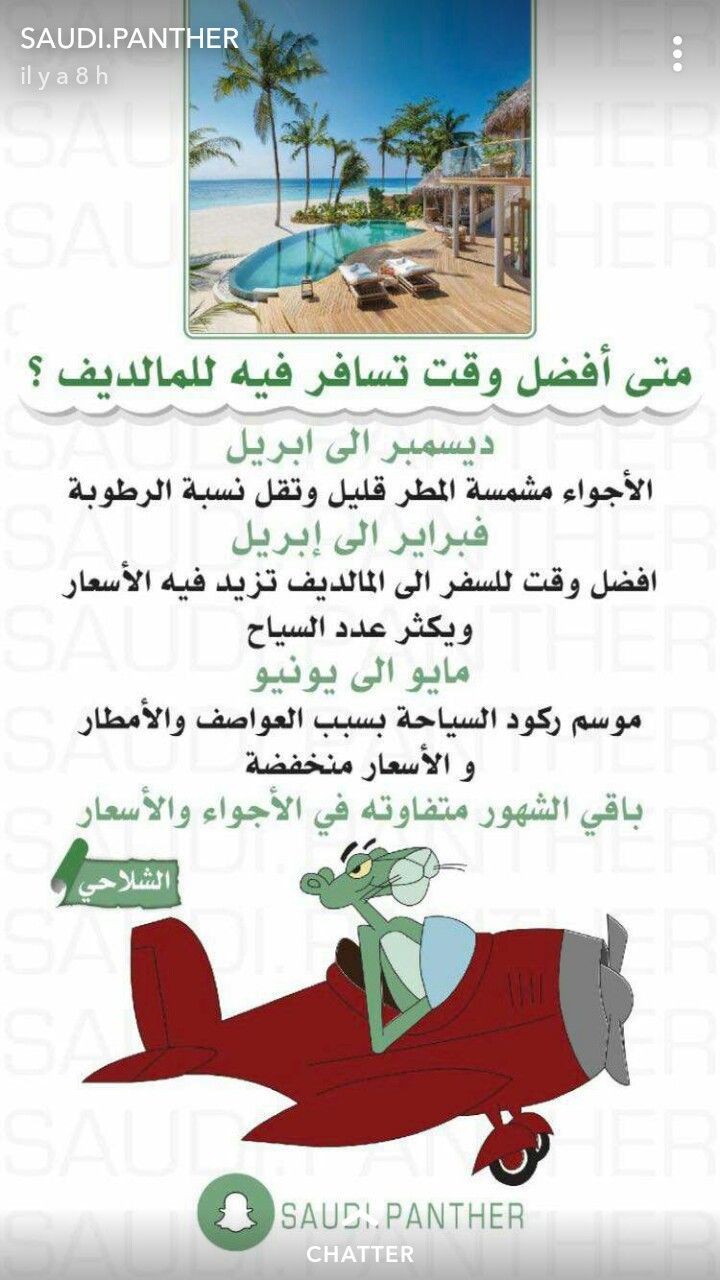 SAUDI.PANTHER
ilya8h
متى أفضل وقت تسافر فيه للمالديف ؟
ديسمبر الى ابريل
الأجواء مشمسة المطر قليل وتقل نسبة الرطوبة
فبراير الى إبريل
افضل وقت للسفر الى المالديف تزيد فيه الأسعار
ويكثر عدد السياح
مايو الى يونيو
موسم ركود السياحة بسبب العواصف والأمطار
و الأسعار منخفضة
باقي الشهور متفاوته في الأجواء والأسعار
الشلاحي
SAUDI.PANTHER
CHATTER